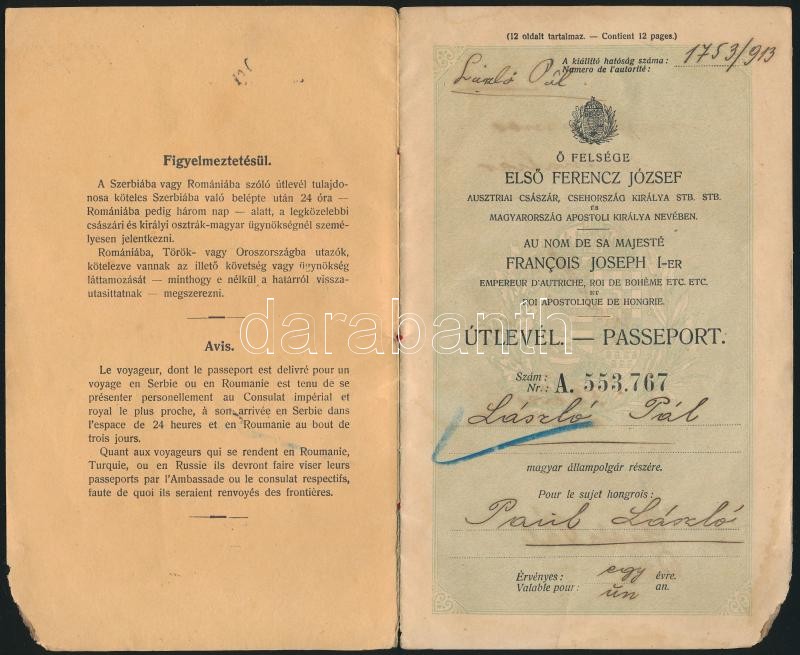 Figyelmeztetésül.
A Szerbiába vagy Romániába szóló útlevél tulajdo-
nosa köteles Szerbiába való belépte után 24 óra —
Romániába pedig három nap — alatt, a legközelebbi
császári és királyi osztrák-magyar ügynökségnél szemé-
lyesen jelentkezni.
Romániába, Török- vagy Oroszországba utazók,
kötelezve vannak az illető követség vagy ügynökség
láttamozását — minthogy e nélkül a határról vissza-
utasíttatnak — megszerezni.
Avis.
Le voyageur, dont le passeport est delivré pour un
voyage en Serbie ou en Roumanie est tenu de se
présenter personellement au Consulat impérial et
royal le plus proche, à son arrivée en Serbie dans
l'espace de 24 heures et en Roumanie au bout de
trois jours.
Quant aux voyageurs qui se rendent en Roumanie,
Turquie, ou en Russie ils devront faire viser leurs
passeports par l'Ambassade ou le consulat respectifs,
faute de quoi ils seraient renvoyés des frontières.
(12 oldalt tartalmaz. — Contient 12 pages.)
A kiállító hatóság száma: 1753/913
Numero de l'autorité:
László Pál
Ő FELSÉGE
ELSŐ FERENCZ JÓZSEF
AUSZTRIAI CSÁSZÁR, CSEHORSZÁG KIRÁLYA STB. STB.
ÉS
MAGYARORSZÁG APOSTOLI KIRÁLYA NEVÉBEN.
AU NOM DE SA MAJESTÉ
FRANÇOIS JOSEPH I-ER
EMPEREUR D'AUTRICHE, ROI DE BOHÈME ETC. ETC.
ET
ROI APOSTOLIQUE DE HONGRIE.
ÚTLEVÉL. — PASSEPORT.
Szám:
Nr.: A. 553.767
László Pál
magyar állampolgár részére.
Pour le sujet hongrois:
Paul László
Érvényes: egy évre.
Valable pour: un an.
darabanth